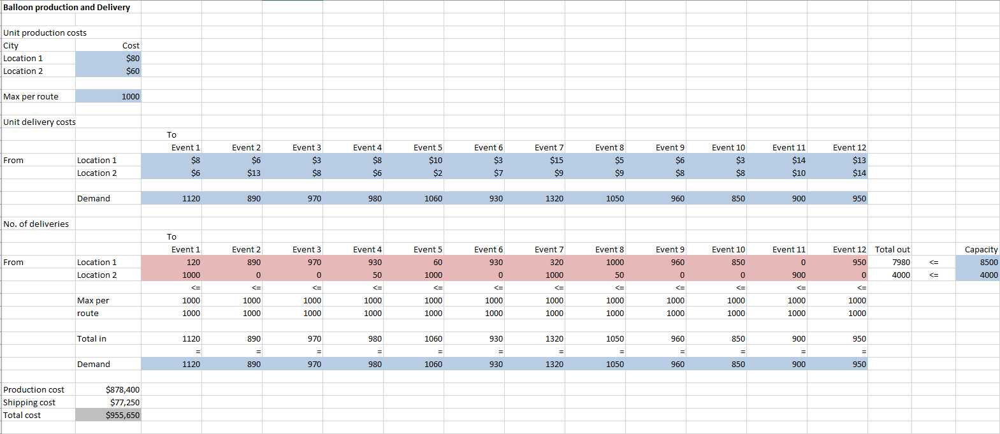 Balloon production and Delivery
Unit production costs
City Cost
Location 1 $80
Location 2 $60
Max per route 1000
Unit delivery costs
To
Event 1 Event 2 Event 3 Event 4 Event 5 Event 6 Event 7 Event 8 Event 9 Event 10 Event 11 Event 12
From Location 1 $8 $6 $3 $8 $10 $3 $15 $5 $6 $3 $14 $13
Location 2 $6 $13 $8 $6 $2 $7 $9 $9 $8 $8 $10 $14
Demand 1120 890 970 980 1060 930 1320 1050 960 850 900 950
No. of deliveries
To
Event 1 Event 2 Event 3 Event 4 Event 5 Event 6 Event 7 Event 8 Event 9 Event 10 Event 11 Event 12 Total out Capacity
From Location 1 120 890 970 930 60 930 320 1000 960 850 0 950 7980 <= 8500
Location 2 1000 0 0 50 1000 0 1000 50 0 0 900 0 4000 <= 4000
<= <= <= <= <= <= <= <= <= <= <= <=
Max per 1000 1000 1000 1000 1000 1000 1000 1000 1000 1000 1000 1000
route 1000 1000 1000 1000 1000 1000 1000 1000 1000 1000 1000 1000
Total in 1120 890 970 980 1060 930 1320 1050 960 850 900 950
= = = = = = = = = = = =
Demand 1120 890 970 980 1060 930 1320 1050 960 850 900 950
Production cost $878,400
Shipping cost $77,250
Total cost $955,650